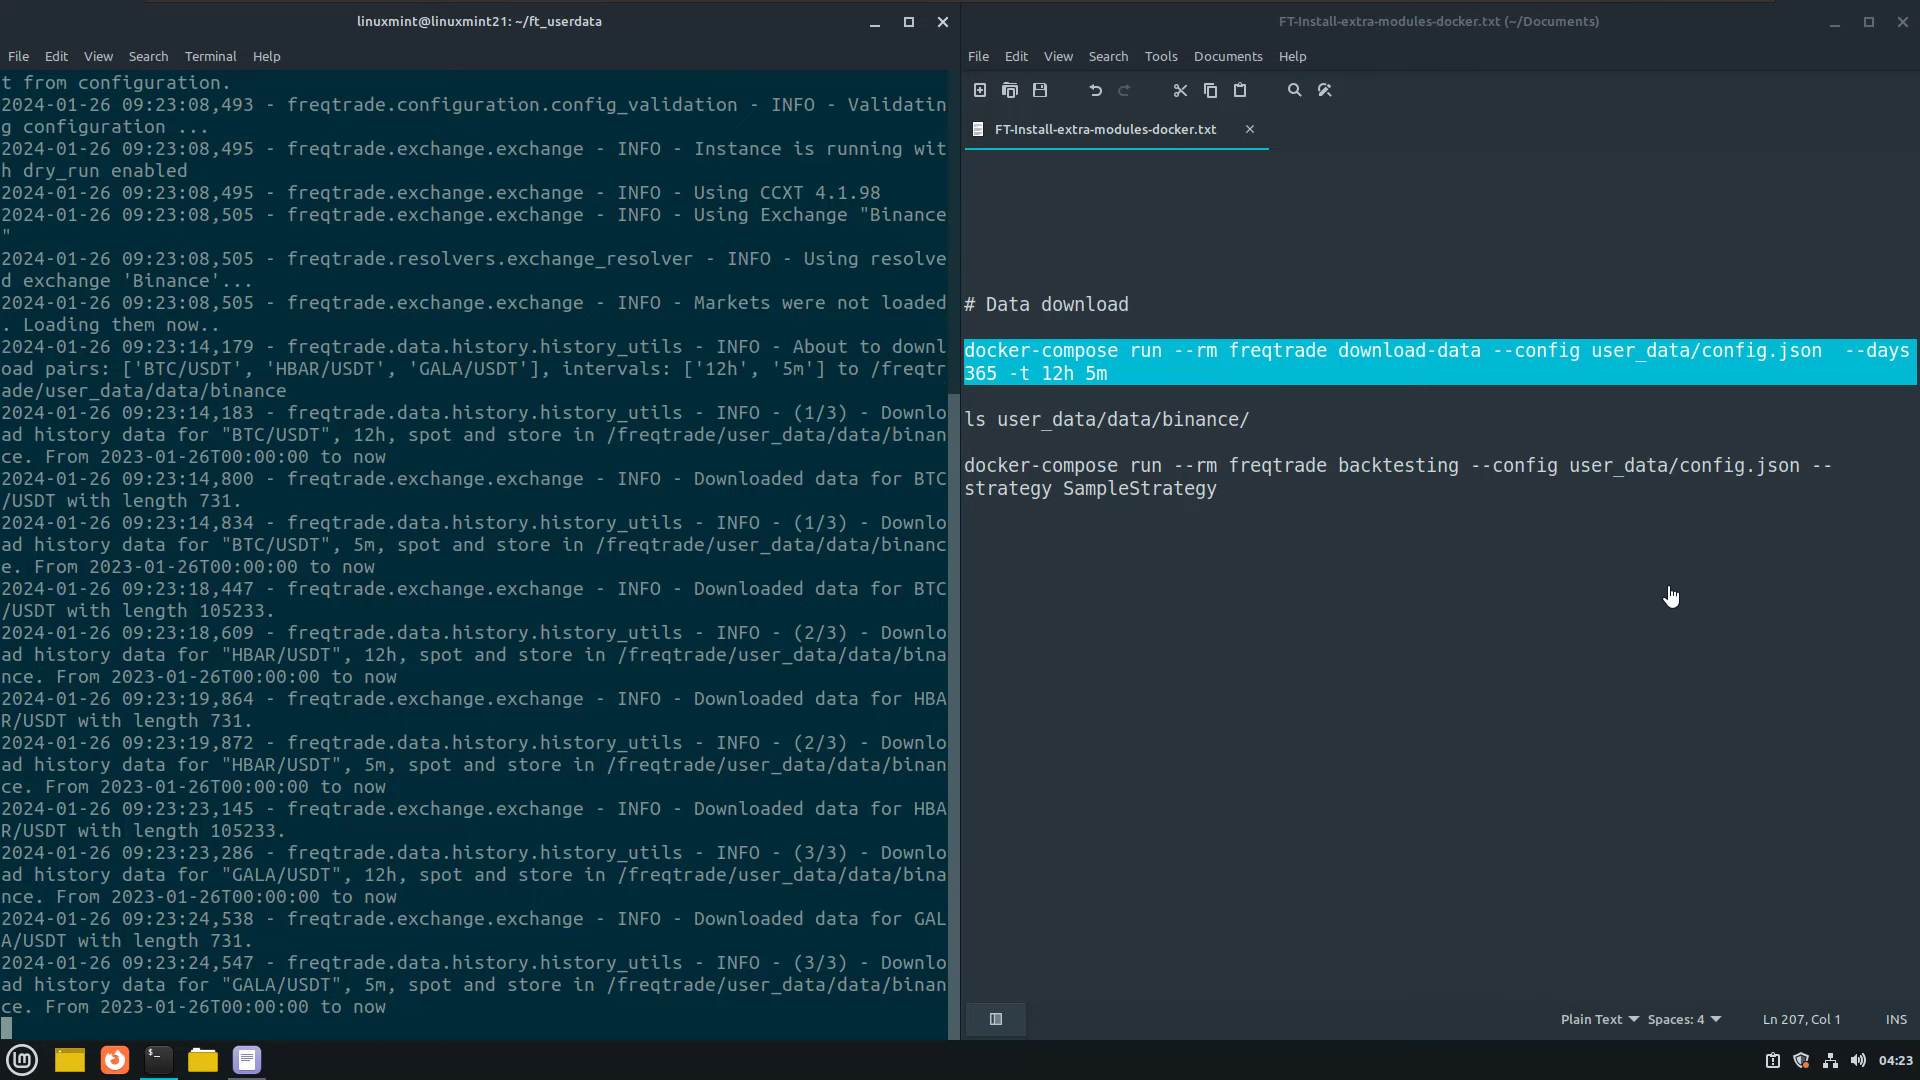 linuxmint@linuxmint21: ~/ft_userdata
File Edit View Search Terminal Help
t from configuration.
2024-01-26 09:23:08,493 - freqtrade.configuration.config_validation - INFO - Validatin
g configuration ...
2024-01-26 09:23:08,495 - freqtrade.exchange.exchange - INFO - Instance is running wit
h dry_run enabled
2024-01-26 09:23:08,495 - freqtrade.exchange.exchange - INFO - Using CCXT 4.1.98
2024-01-26 09:23:08,505 - freqtrade.exchange.exchange - INFO - Using Exchange "Binance
"
2024-01-26 09:23:08,505 - freqtrade.resolvers.exchange_resolver - INFO - Using resolve
d exchange 'Binance'...
2024-01-26 09:23:08,505 - freqtrade.exchange.exchange - INFO - Markets were not loaded
. Loading them now..
2024-01-26 09:23:14,179 - freqtrade.data.history.history_utils - INFO - About to downl
oad pairs: ['BTC/USDT', 'HBAR/USDT', 'GALA/USDT'], intervals: ['12h', '5m'] to /freqtr
ade/user_data/data/binance
2024-01-26 09:23:14,183 - freqtrade.data.history.history_utils - INFO - (1/3) - Downlo
ad history data for "BTC/USDT", 12h, spot and store in /freqtrade/user_data/data/binan
ce. From 2023-01-26T00:00:00 to now
2024-01-26 09:23:14,800 - freqtrade.exchange.exchange - INFO - Downloaded data for BTC
/USDT with length 731.
2024-01-26 09:23:14,834 - freqtrade.data.history.history_utils - INFO - (1/3) - Downlo
ad history data for "BTC/USDT", 5m, spot and store in /freqtrade/user_data/data/binanc
e. From 2023-01-26T00:00:00 to now
2024-01-26 09:23:18,447 - freqtrade.exchange.exchange - INFO - Downloaded data for BTC
/USDT with length 105233.
2024-01-26 09:23:18,609 - freqtrade.data.history.history_utils - INFO - (2/3) - Downlo
ad history data for "HBAR/USDT", 12h, spot and store in /freqtrade/user_data/data/bina
nce. From 2023-01-26T00:00:00 to now
2024-01-26 09:23:19,864 - freqtrade.exchange.exchange - INFO - Downloaded data for HBA
R/USDT with length 731.
2024-01-26 09:23:19,872 - freqtrade.data.history.history_utils - INFO - (2/3) - Downlo
ad history data for "HBAR/USDT", 5m, spot and store in /freqtrade/user_data/data/binan
ce. From 2023-01-26T00:00:00 to now
2024-01-26 09:23:23,145 - freqtrade.exchange.exchange - INFO - Downloaded data for HBA
R/USDT with length 105233.
2024-01-26 09:23:23,286 - freqtrade.data.history.history_utils - INFO - (3/3) - Downlo
ad history data for "GALA/USDT", 12h, spot and store in /freqtrade/user_data/data/bina
nce. From 2023-01-26T00:00:00 to now
2024-01-26 09:23:24,538 - freqtrade.exchange.exchange - INFO - Downloaded data for GAL
A/USDT with length 731.
2024-01-26 09:23:24,547 - freqtrade.data.history.history_utils - INFO - (3/3) - Downlo
ad history data for "GALA/USDT", 5m, spot and store in /freqtrade/user_data/data/binan
ce. From 2023-01-26T00:00:00 to now
FT-Install-extra-modules-docker.txt (~/Documents)
File Edit View Search Tools Documents Help
FT-Install-extra-modules-docker.txt
# Data download
docker-compose run --rm freqtrade download-data --config user_data/config.json  --days
365 -t 12h 5m
ls user_data/data/binance/
docker-compose run --rm freqtrade backtesting --config user_data/config.json --
strategy SampleStrategy
Plain Text Spaces: 4 Ln 207, Col 1 INS
04:23